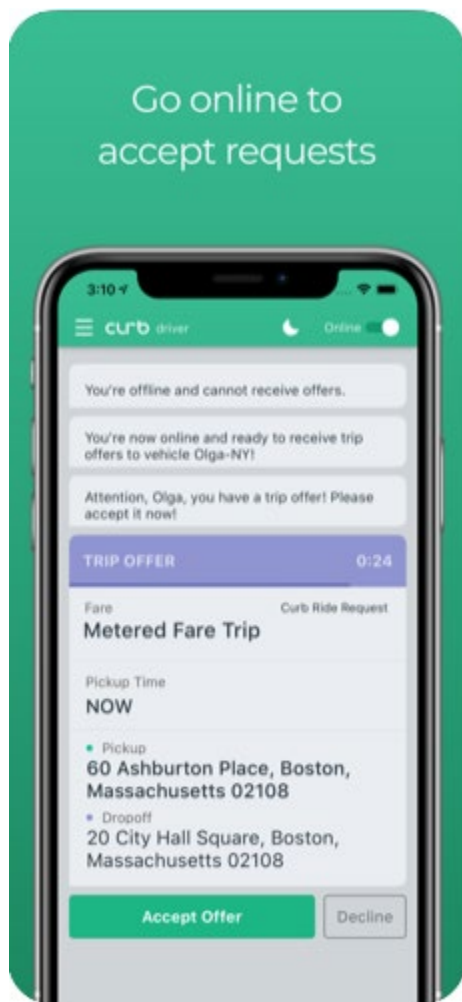 Go online to
accept requests
3:10
curb driver
Online
You're offline and cannot receive offers.
You're now online and ready to receive trip
offers to vehicle Olga-NY!
Attention, Olga, you have a trip offer! Please
accept it now!
TRIP OFFER 0:24
Fare Curb Ride Request
Metered Fare Trip
Pickup Time
NOW
Pickup
60 Ashburton Place, Boston,
Massachusetts 02108
Dropoff
20 City Hall Square, Boston,
Massachusetts 02108
Accept Offer Decline